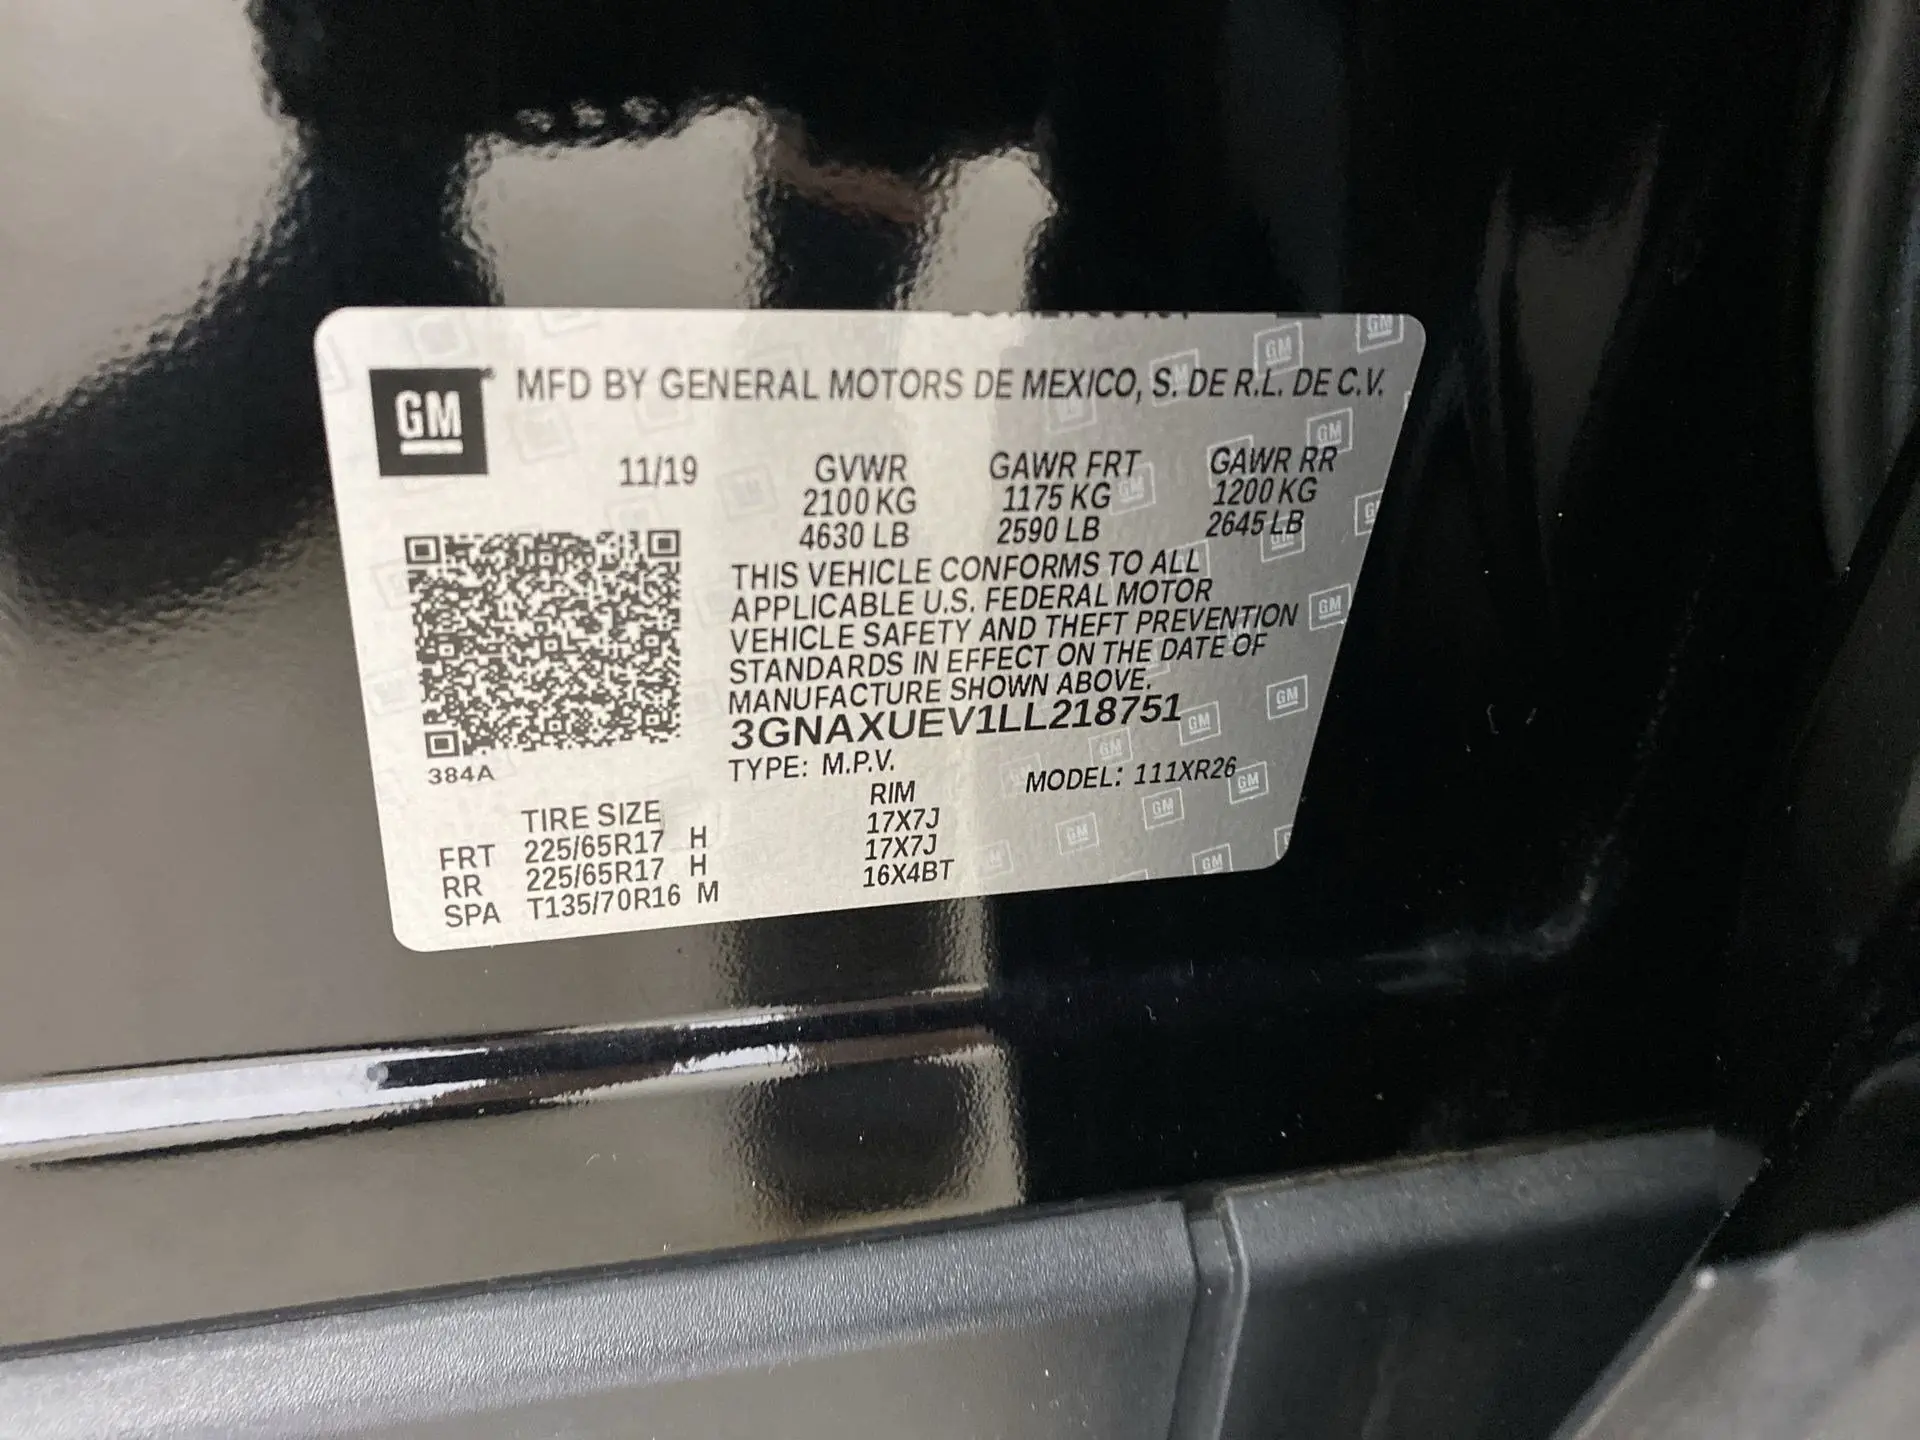 GM
MFD BY GENERAL MOTORS DE MEXICO, S. DE R.L. DE C.V.
11/19 GVWR GAWR FRT GAWR RR
2100 KG 1175 KG 1200 KG
4630 LB 2590 LB 2645 LB
THIS VEHICLE CONFORMS TO ALL
APPLICABLE U.S. FEDERAL MOTOR
VEHICLE SAFETY AND THEFT PREVENTION
STANDARDS IN EFFECT ON THE DATE OF
MANUFACTURE SHOWN ABOVE.
3GNAXUEV1LL218751
384A
TYPE: M.P.V. MODEL: 111XR26
TIRE SIZE RIM
FRT 225/65R17 H 17X7J
RR 225/65R17 H 17X7J
SPA T135/70R16 M 16X4BT